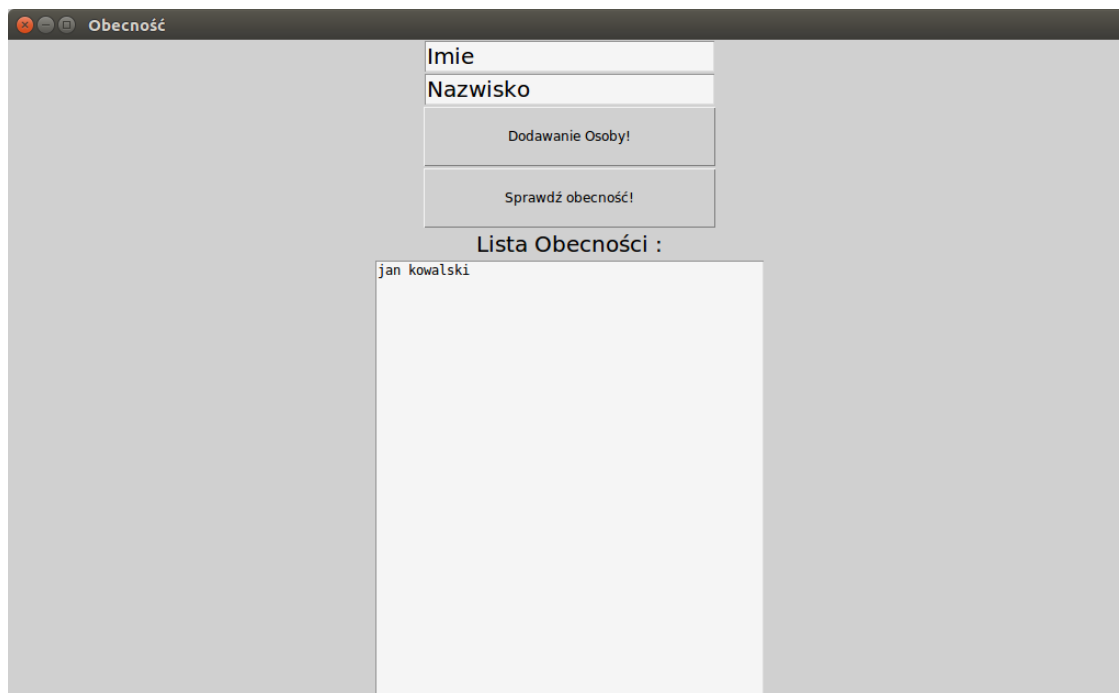 Obecność
Imie
Nazwisko
Dodawanie Osoby!
Sprawdź obecność!
Lista Obecności :
jan kowalski